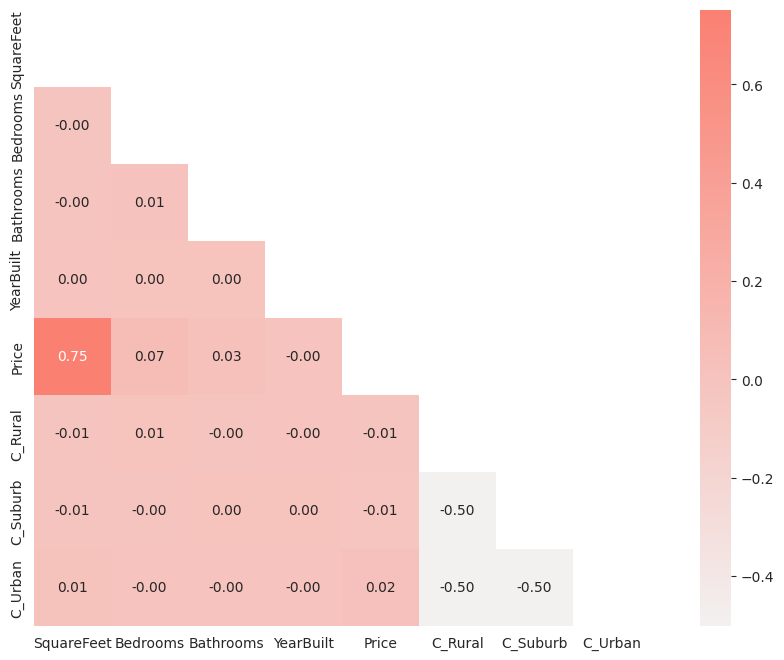 SquareFeet
Bedrooms -0.00
Bathrooms -0.00 0.01
YearBuilt 0.00 0.00 0.00
Price 0.75 0.07 0.03 -0.00
C_Rural -0.01 0.01 -0.00 -0.00 -0.01
C_Suburb -0.01 -0.00 0.00 0.00 -0.01 -0.50
C_Urban 0.01 -0.00 -0.00 -0.00 0.02 -0.50 -0.50
SquareFeet Bedrooms Bathrooms YearBuilt Price C_Rural C_Suburb C_Urban
0.6
0.4
0.2
0.0
−0.2
−0.4